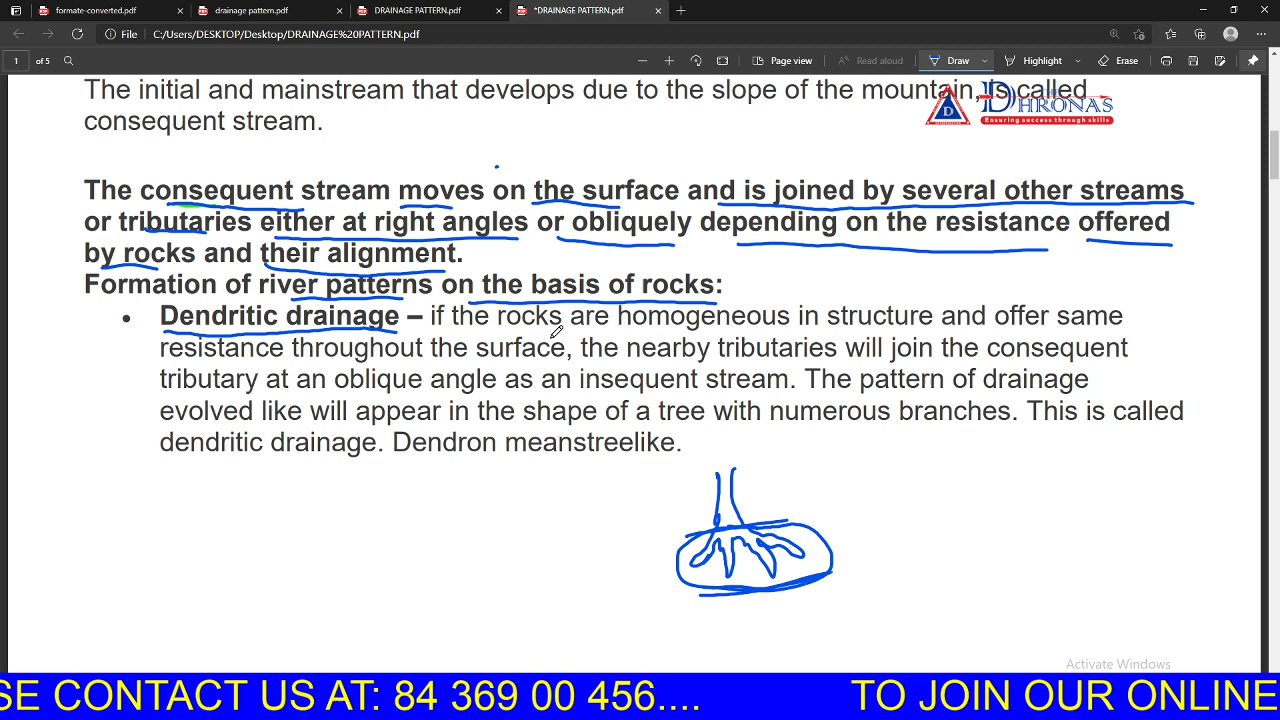 formate-converted.pdf
drainage pattern.pdf
DRAINAGE PATTERN.pdf
*DRAINAGE PATTERN.pdf
File
C:/Users/DESKTOP/Desktop/DRAINAGE%20PATTERN.pdf
1 of 5
Page view
Read aloud
Draw
Highlight
Erase
The initial and mainstream that develops due to the slope of the mountain, is called
consequent stream.
D
DHRONAS
Ensuring success through skills
The consequent stream moves on the surface and is joined by several other streams
or tributaries either at right angles or obliquely depending on the resistance offered
by rocks and their alignment.
Formation of river patterns on the basis of rocks:
• Dendritic drainage – if the rocks are homogeneous in structure and offer same
resistance throughout the surface, the nearby tributaries will join the consequent
tributary at an oblique angle as an insequent stream. The pattern of drainage
evolved like will appear in the shape of a tree with numerous branches. This is called
dendritic drainage. Dendron meanstreelike.
Activate Windows
SE CONTACT US AT: 84 369 00 456.... TO JOIN OUR ONLINE